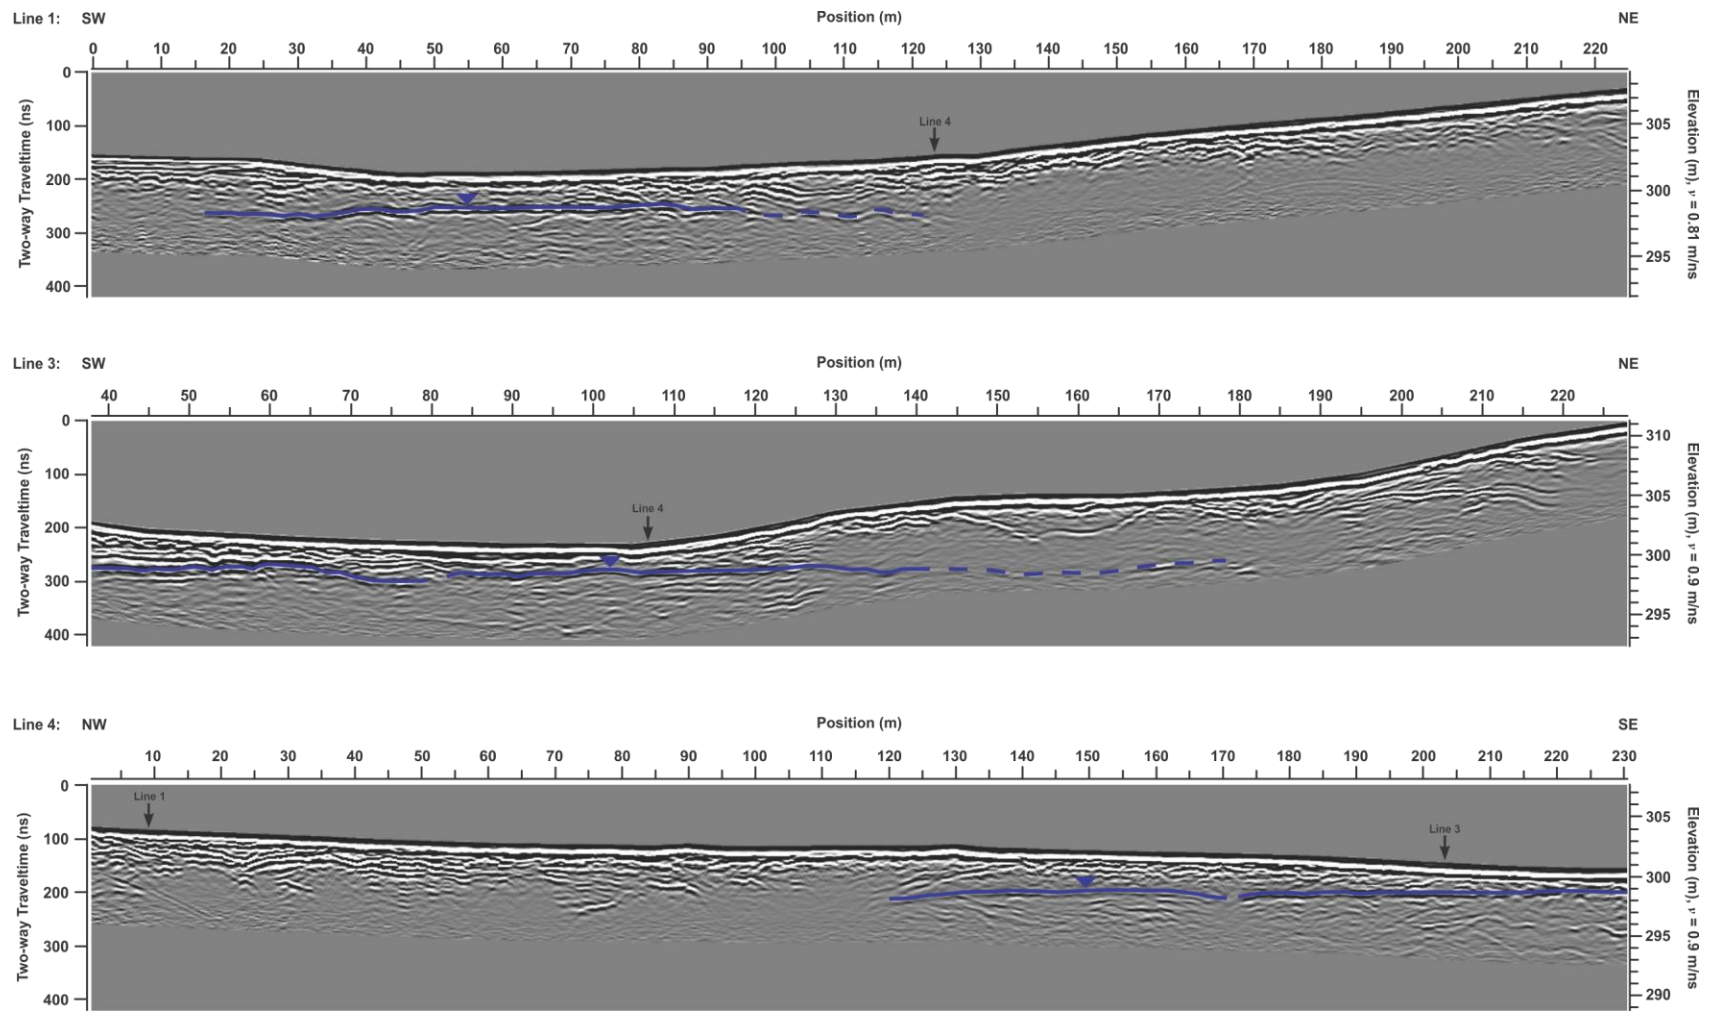 Line 1: SW Position (m) NE
0 10 20 30 40 50 60 70 80 90 100 110 120 130 140 150 160 170 180 190 200 210 220
Two-way Traveltime (ns)
0
100
200
300
400
Line 4
305
300
295
Elevation (m), v = 0.81 m/ns
Line 3: SW Position (m) NE
40 50 60 70 80 90 100 110 120 130 140 150 160 170 180 190 200 210 220
Two-way Traveltime (ns)
0
100
200
300
400
Line 4
310
305
300
295
Elevation (m), v = 0.9 m/ns
Line 4: NW Position (m) SE
10 20 30 40 50 60 70 80 90 100 110 120 130 140 150 160 170 180 190 200 210 220 230
Two-way Traveltime (ns)
0
100
200
300
400
Line 1
Line 3
305
300
295
290
Elevation (m), v = 0.9 m/ns